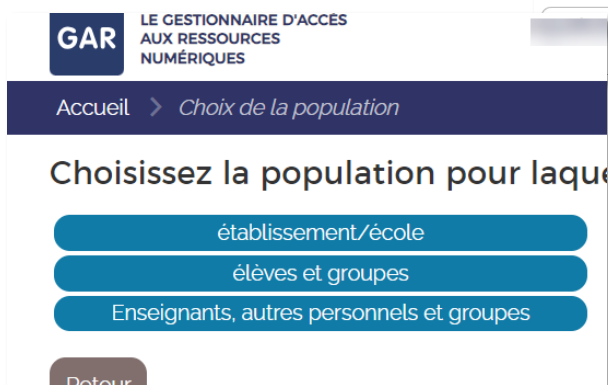 GAR
LE GESTIONNAIRE D'ACCÈS
AUX RESSOURCES
NUMÉRIQUES
Accueil > Choix de la population
Choisissez la population pour
établissement/école
élèves et groupes
Enseignants, autres personnels et groupes
Retour